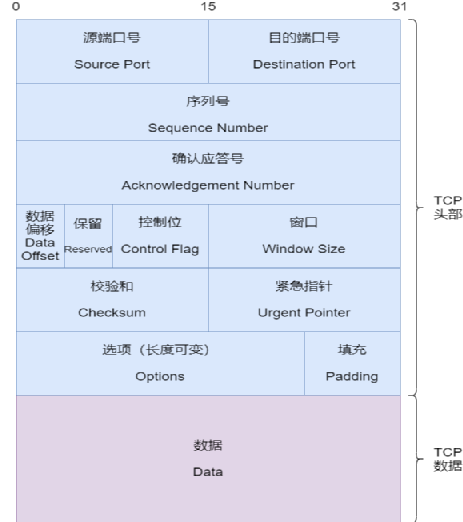 0 15 31
源端口号 目的端口号
Source Port Destination Port
序列号
Sequence Number
确认应答号
Acknowledgement Number
TCP
头部
数据
偏移
Data
Offset
保留
Reserved
控制位
Control Flag
窗口
Window Size
校验和 紧急指针
Checksum Urgent Pointer
选项（长度可变） 填充
Options Padding
数据
Data
TCP
数据